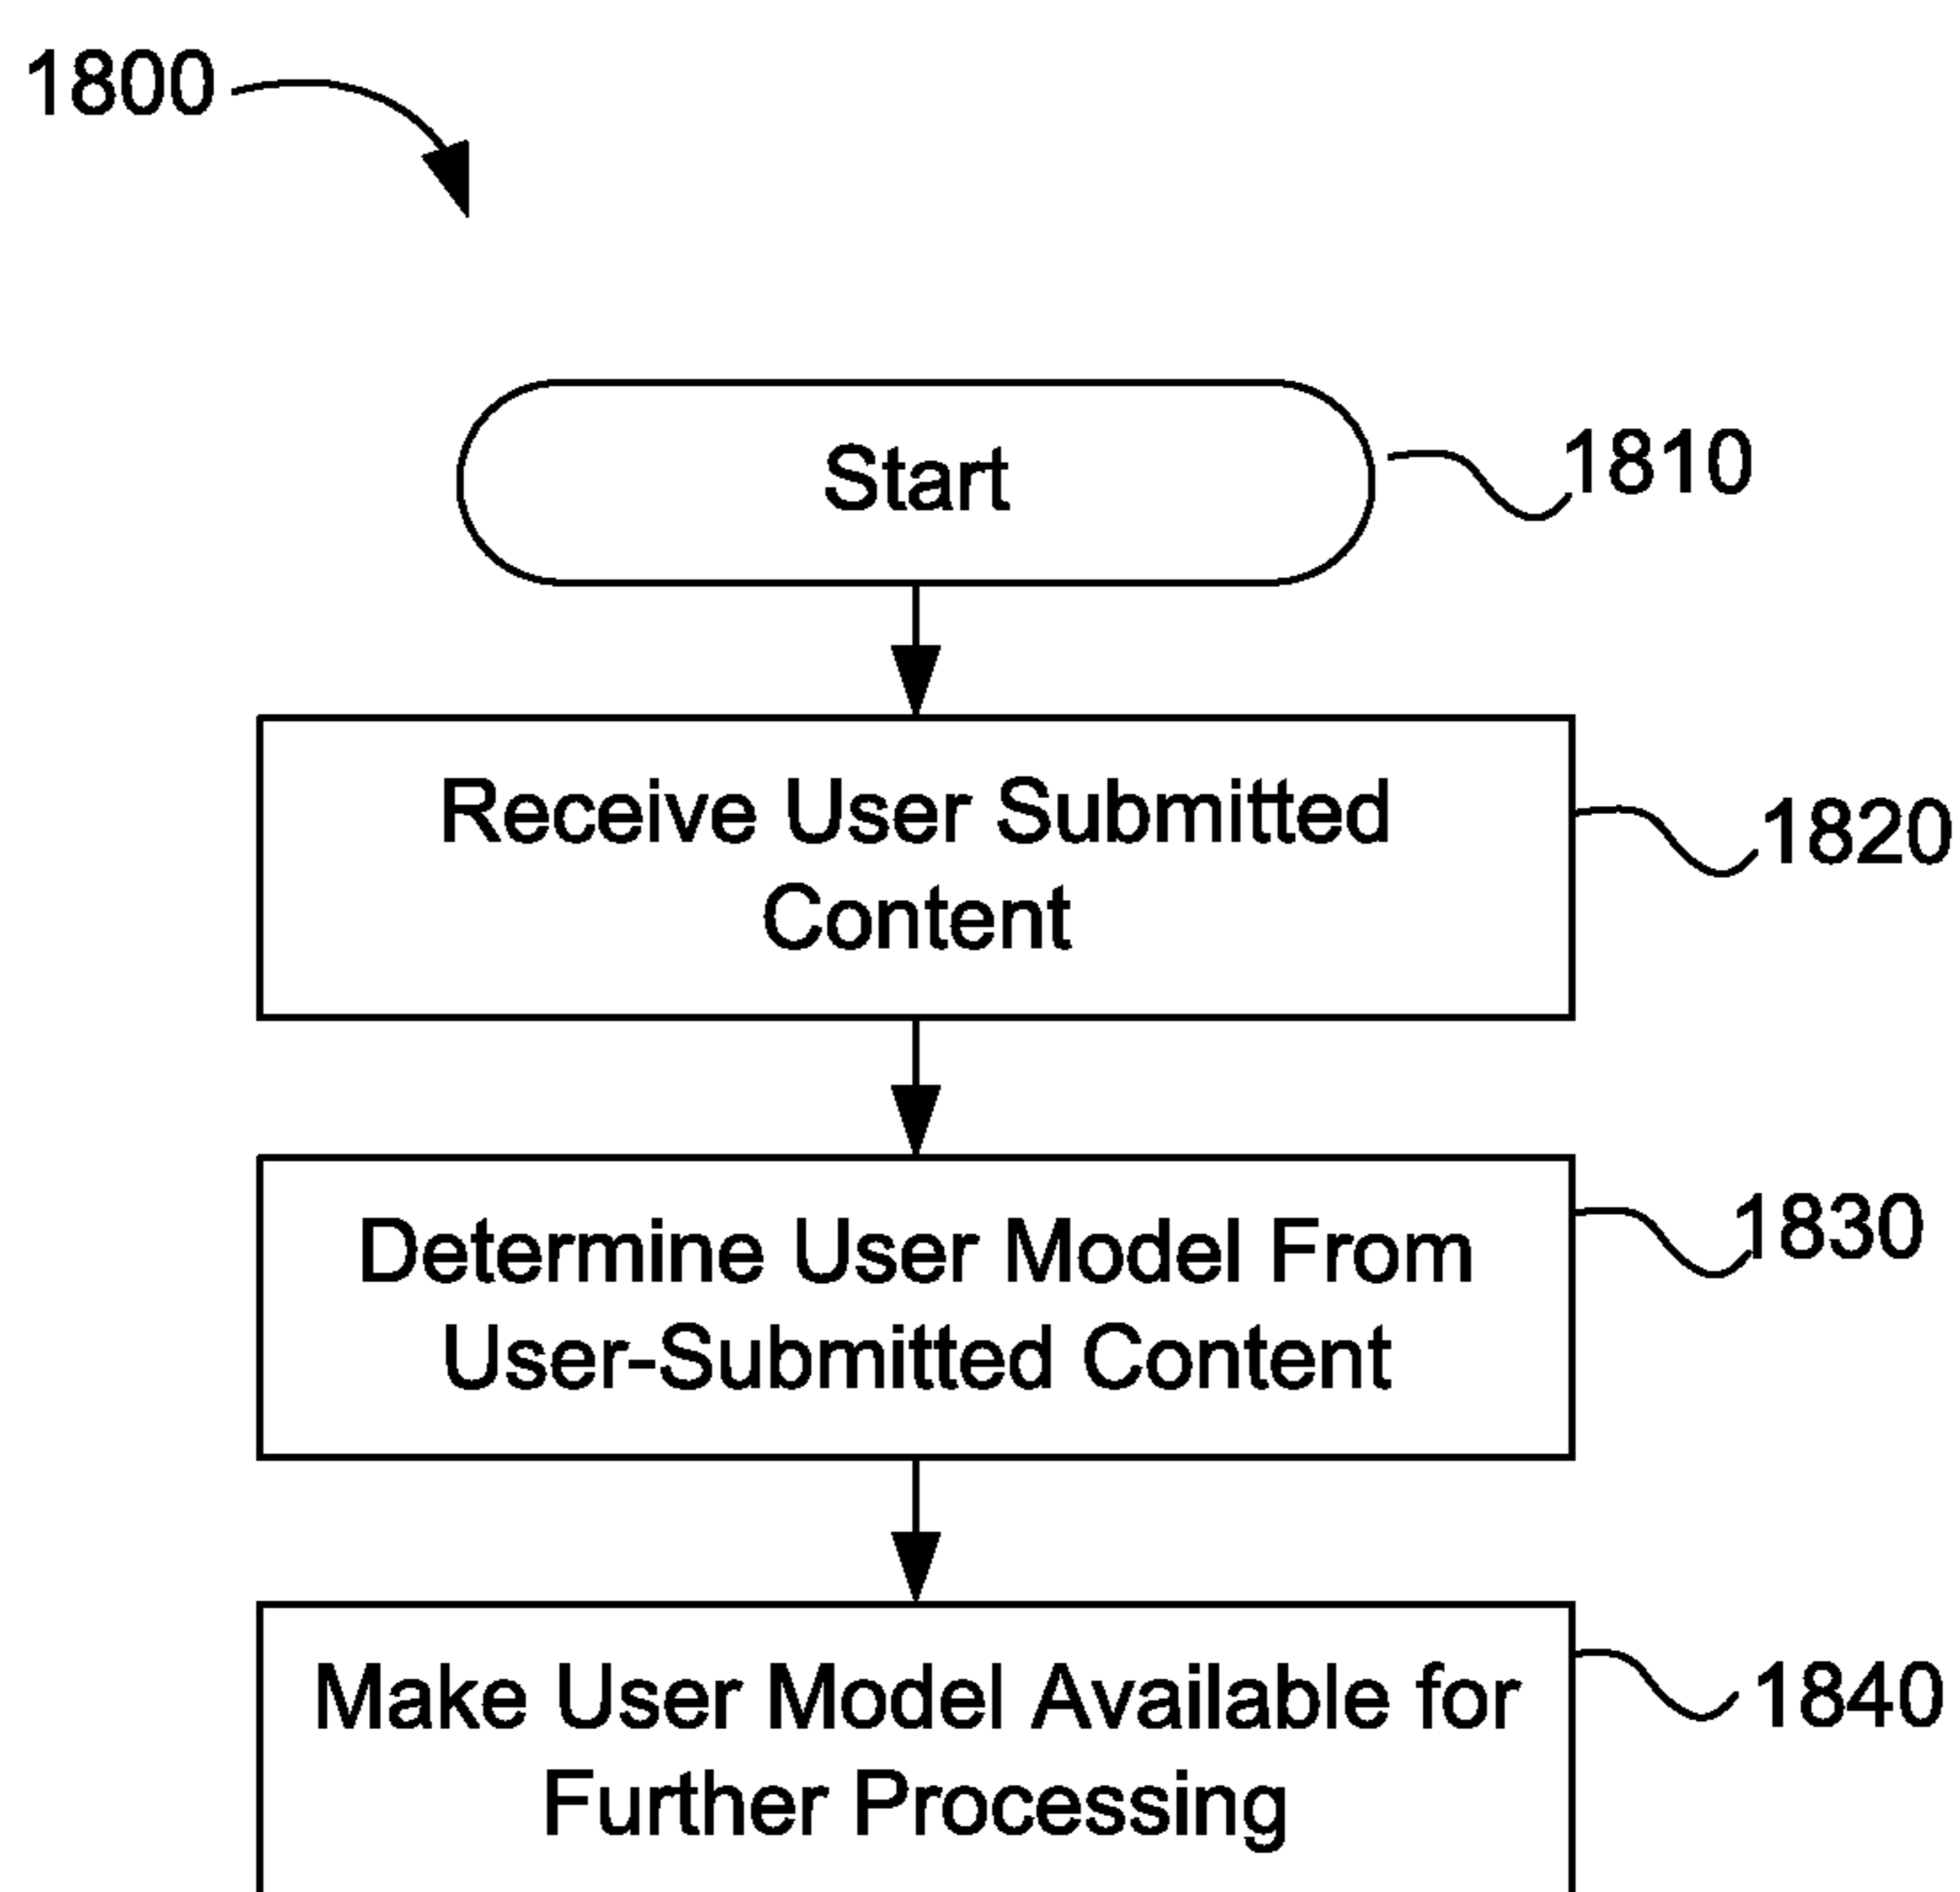 1800
Start
1810
Receive User Submitted
Content
1820
Determine User Model From
User-Submitted Content
1830
Make User Model Available for
Further Processing
1840